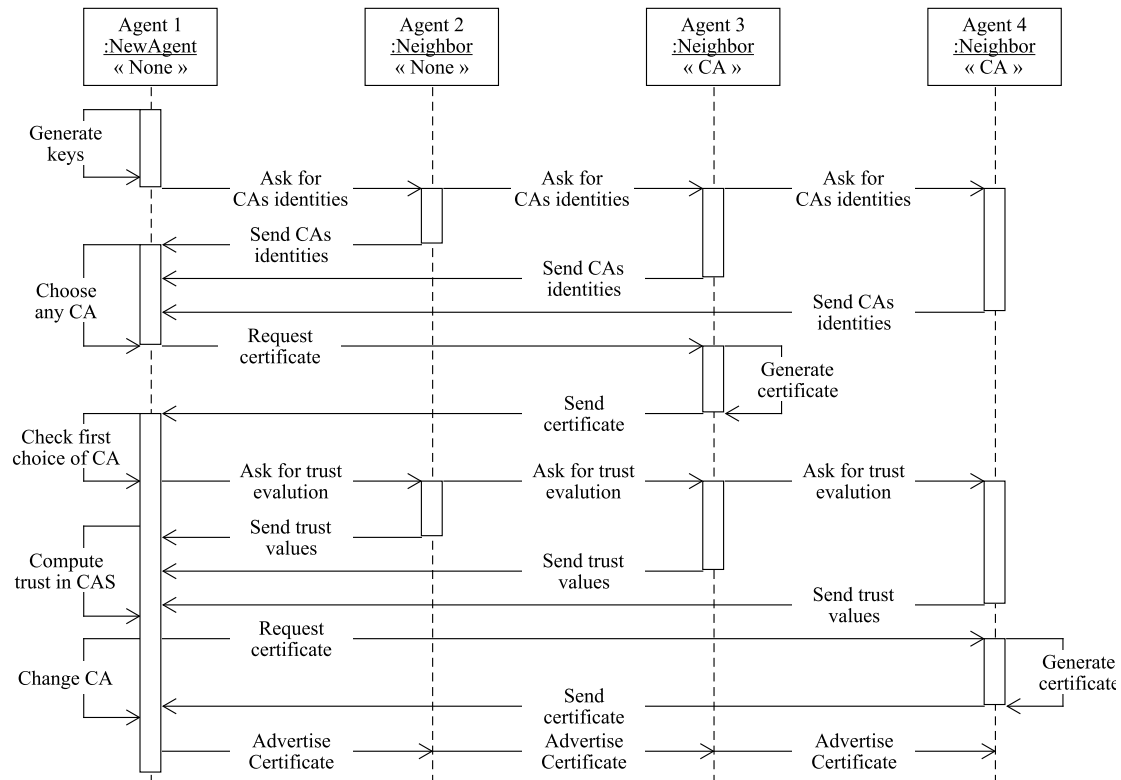 Agent 1
:NewAgent
« None »
Agent 2
:Neighbor
« None »
Agent 3
:Neighbor
« CA »
Agent 4
:Neighbor
« CA »
Generate
keys
Ask for
CAs identities
Ask for
CAs identities
Ask for
CAs identities
Send CAs
identities
Send CAs
identities
Choose
any CA
Send CAs
identities
Request
certificate
Generate
certificate
Send
certificate
Check first
choice of CA
Ask for trust
evalution
Ask for trust
evalution
Ask for trust
evalution
Send trust
values
Compute
trust in CAS
Send trust
values
Send trust
values
Request
certificate
Change CA
Generate
certificate
Send
certificate
Advertise
Certificate
Advertise
Certificate
Advertise
Certificate